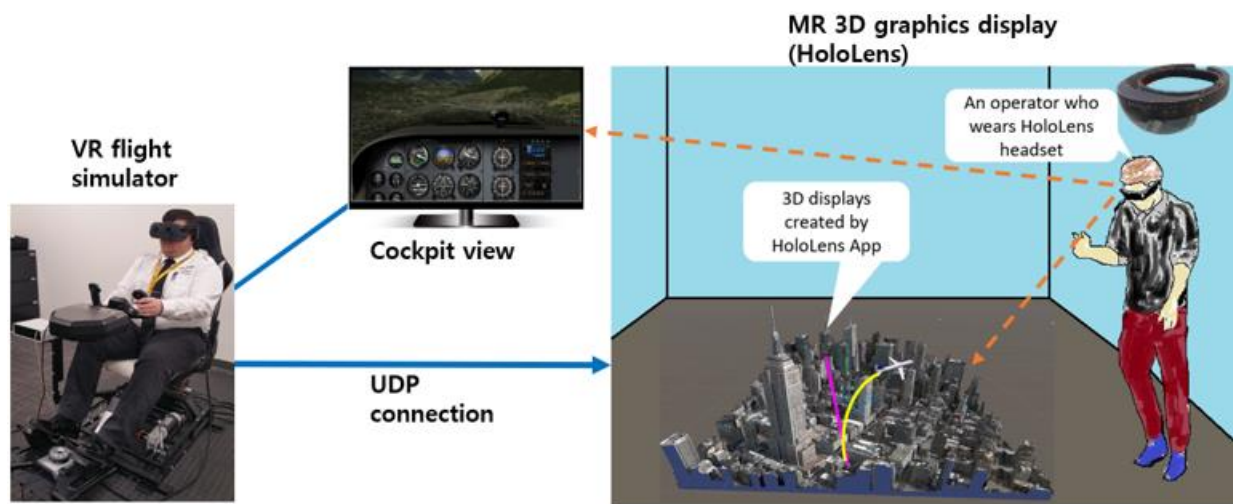 MR 3D graphics display
(HoloLens)
An operator who
wears HoloLens
headset
VR flight
simulator
3D displays
created by
HoloLens App
Cockpit view
UDP
connection